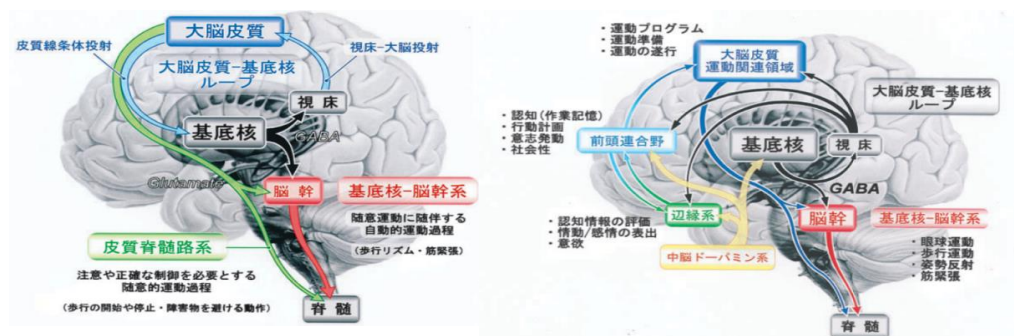 大脳皮質
皮質線条体投射
視床-大脳投射
大脳皮質-基底核
ループ
視床
基底核
GABA
Glutamate
脳幹
基底核-脳幹系
随意運動に随伴する
自動的運動過程
(歩行リズム・筋緊張)
皮質脊髄路系
注意や正確な制御を必要とする
随意的運動過程
(歩行の開始や停止・障害物を避ける動作)
脊髄
・運動プログラム
・運動準備
・運動の遂行
大脳皮質
運動関連領域
大脳皮質-基底核
ループ
・認知(作業記憶)
・行動計画
・意志発動
・社会性
前頭連合野
基底核
視床
GABA
辺縁系
脳幹
基底核-脳幹系
・認知情報の評価
・情動/感情の表出
・意欲
中脳ドーパミン系
・眼球運動
・歩行運動
・姿勢反射
・筋緊張
脊髄